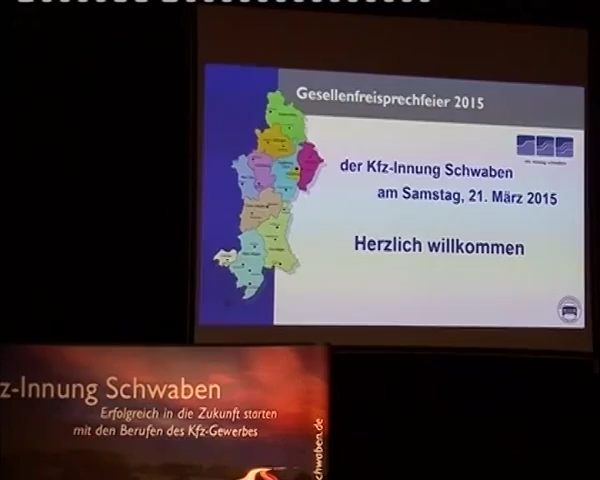 Gesellenfreisprechfeier 2015
der Kfz-Innung Schwaben
am Samstag, 21. März 2015
Herzlich willkommen
z-Innung Schwaben
Erfolgreich in die Zukunft starten
mit den Berufen des Kfz-Gewerbes
chwaben.de